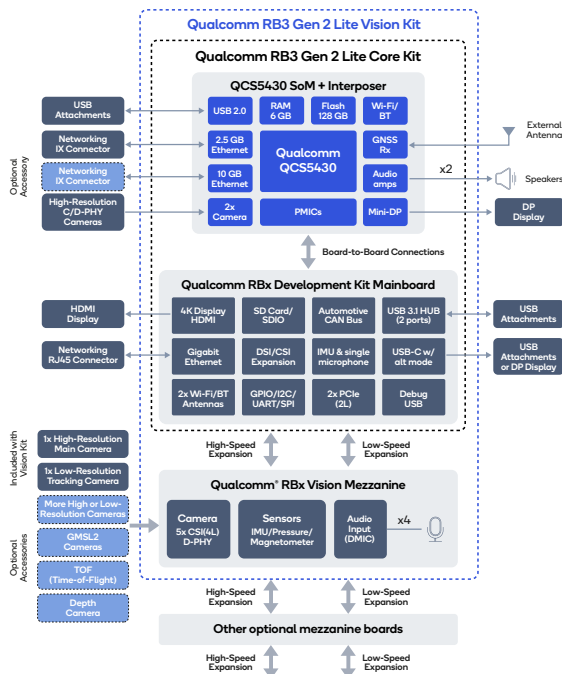 Qualcomm RB3 Gen 2 Lite Vision Kit
Qualcomm RB3 Gen 2 Lite Core Kit
QCS5430 SoM + Interposer
USB
Attachments
USB 2.0
RAM
6 GB
Flash
128 GB
Wi-Fi/
BT
Networking
IX Connector
2.5 GB
Ethernet
Qualcomm
QCS5430
GNSS
Rx
External
Antenna
Optional
Accessory
Networking
IX Connector
10 GB
Ethernet
Audio
amps
x2
Speakers
High-Resolution
C/D-PHY
Cameras
2x
Camera
PMICs
Mini-DP
DP
Display
Board-to-Board Connections
Qualcomm RBx Development Kit Mainboard
HDMI
Display
4K Display
HDMI
SD Card/
SDIO
Automotive
CAN Bus
USB 3.1 HUB
(2 ports)
USB
Attachments
Networking
RJ45 Connector
Gigabit
Ethernet
DSI/CSI
Expansion
IMU & single
microphone
USB-C w/
alt mode
USB
Attachments
or DP Display
2x Wi-Fi/BT
Antennas
GPIO/I2C/
UART/SPI
2x PCIe
(2L)
Debug
USB
High-Speed
Expansion
Low-Speed
Expansion
Included with
Vision Kit
1x High-Resolution
Main Camera
1x Low-Resolution
Tracking Camera
Optional
Accessories
More High or Low-
Resolution Cameras
GMSL2
Cameras
TOF
(Time-of-Flight)
Depth
Camera
Qualcomm® RBx Vision Mezzanine
Camera
5x CSI(4L)
D-PHY
Sensors
IMU/Pressure/
Magnetometer
Audio
Input
(DMIC)
x4
High-Speed
Expansion
Low-Speed
Expansion
Other optional mezzanine boards
High-Speed
Expansion
Low-Speed
Expansion